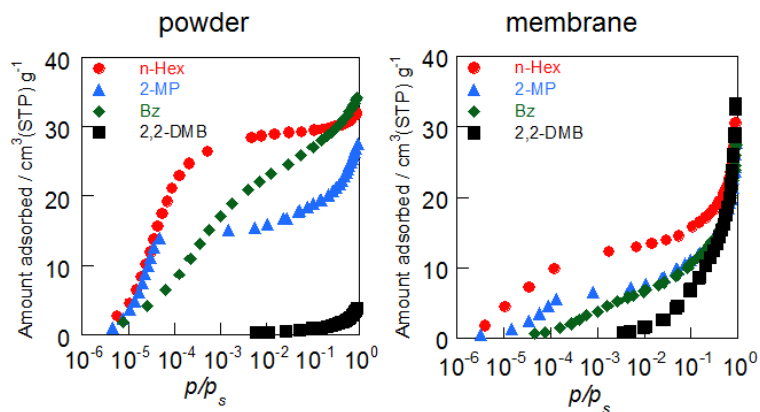 powder
Amount adsorbed / cm³(STP) g⁻¹
40
30
20
10
0
n-Hex
2-MP
Bz
2,2-DMB
10⁻⁶ 10⁻⁵ 10⁻⁴ 10⁻³ 10⁻² 10⁻¹ 10⁰
p/pₛ
membrane
Amount adsorbed / cm³(STP) g⁻¹
40
30
20
10
0
n-Hex
2-MP
Bz
2,2-DMB
10⁻⁶ 10⁻⁵ 10⁻⁴ 10⁻³ 10⁻² 10⁻¹ 10⁰
p/pₛ